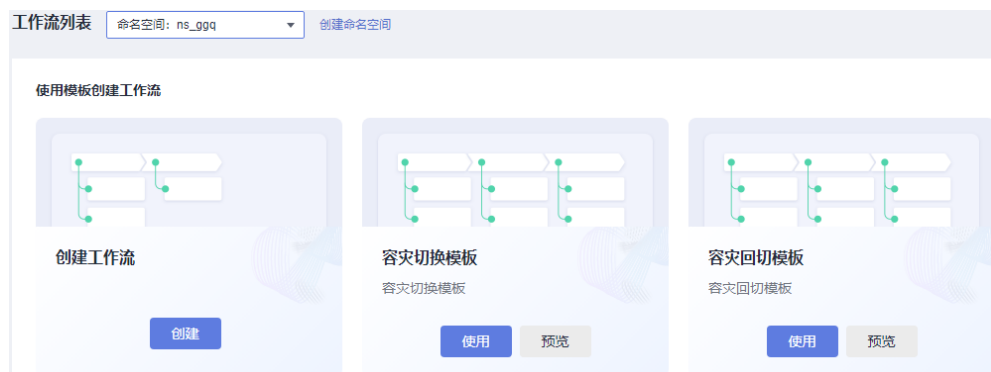 工作流列表 命名空间: ns_ggq 创建命名空间
使用模板创建工作流
创建工作流 容灾切换模板 容灾回切模板
容灾切换模板 容灾回切模板
创建 使用 预览 使用 预览